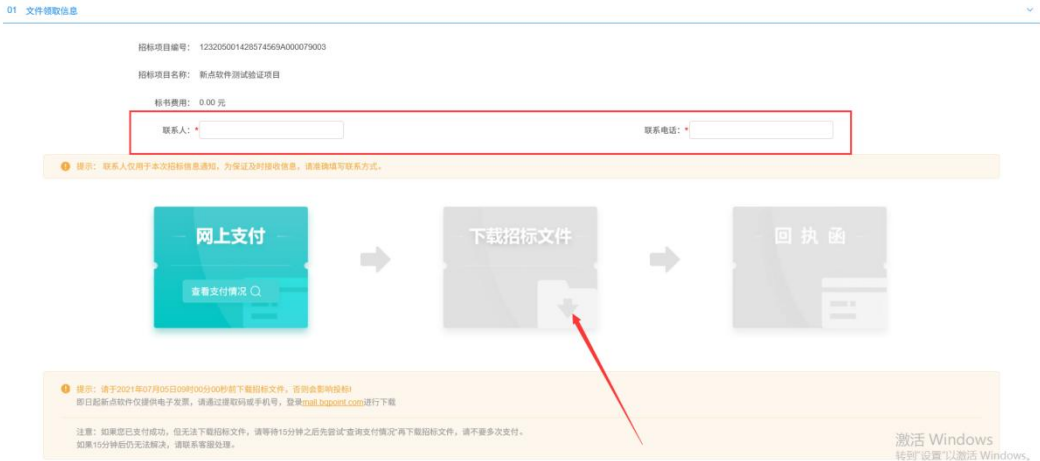 01 文件领取信息
招标项目编号： 123205001428574569A000079003
招标项目名称： 新点软件测试验证项目
标书费用： 0.00 元
联系人：* 联系电话：*
提示： 联系人仅用于本次招标信息通知，为保证及时接收信息，请准确填写联系方式。
网上支付 下载招标文件 回执函
查看支付情况
提示：请于2021年07月05日09时00分00秒前下载招标文件，否则会影响投标!
即日起新点软件仅提供电子发票，请通过提取码或手机号，登录mall.bqpoint.com进行下载
注意：如果您已支付成功，但无法下载招标文件，请等待15分钟之后先尝试“查询支付情况”再下载招标文件，请不要多次支付。
如果15分钟后仍无法解决，请联系客服处理。
激活 Windows
转到"设置"以激活 Windows。